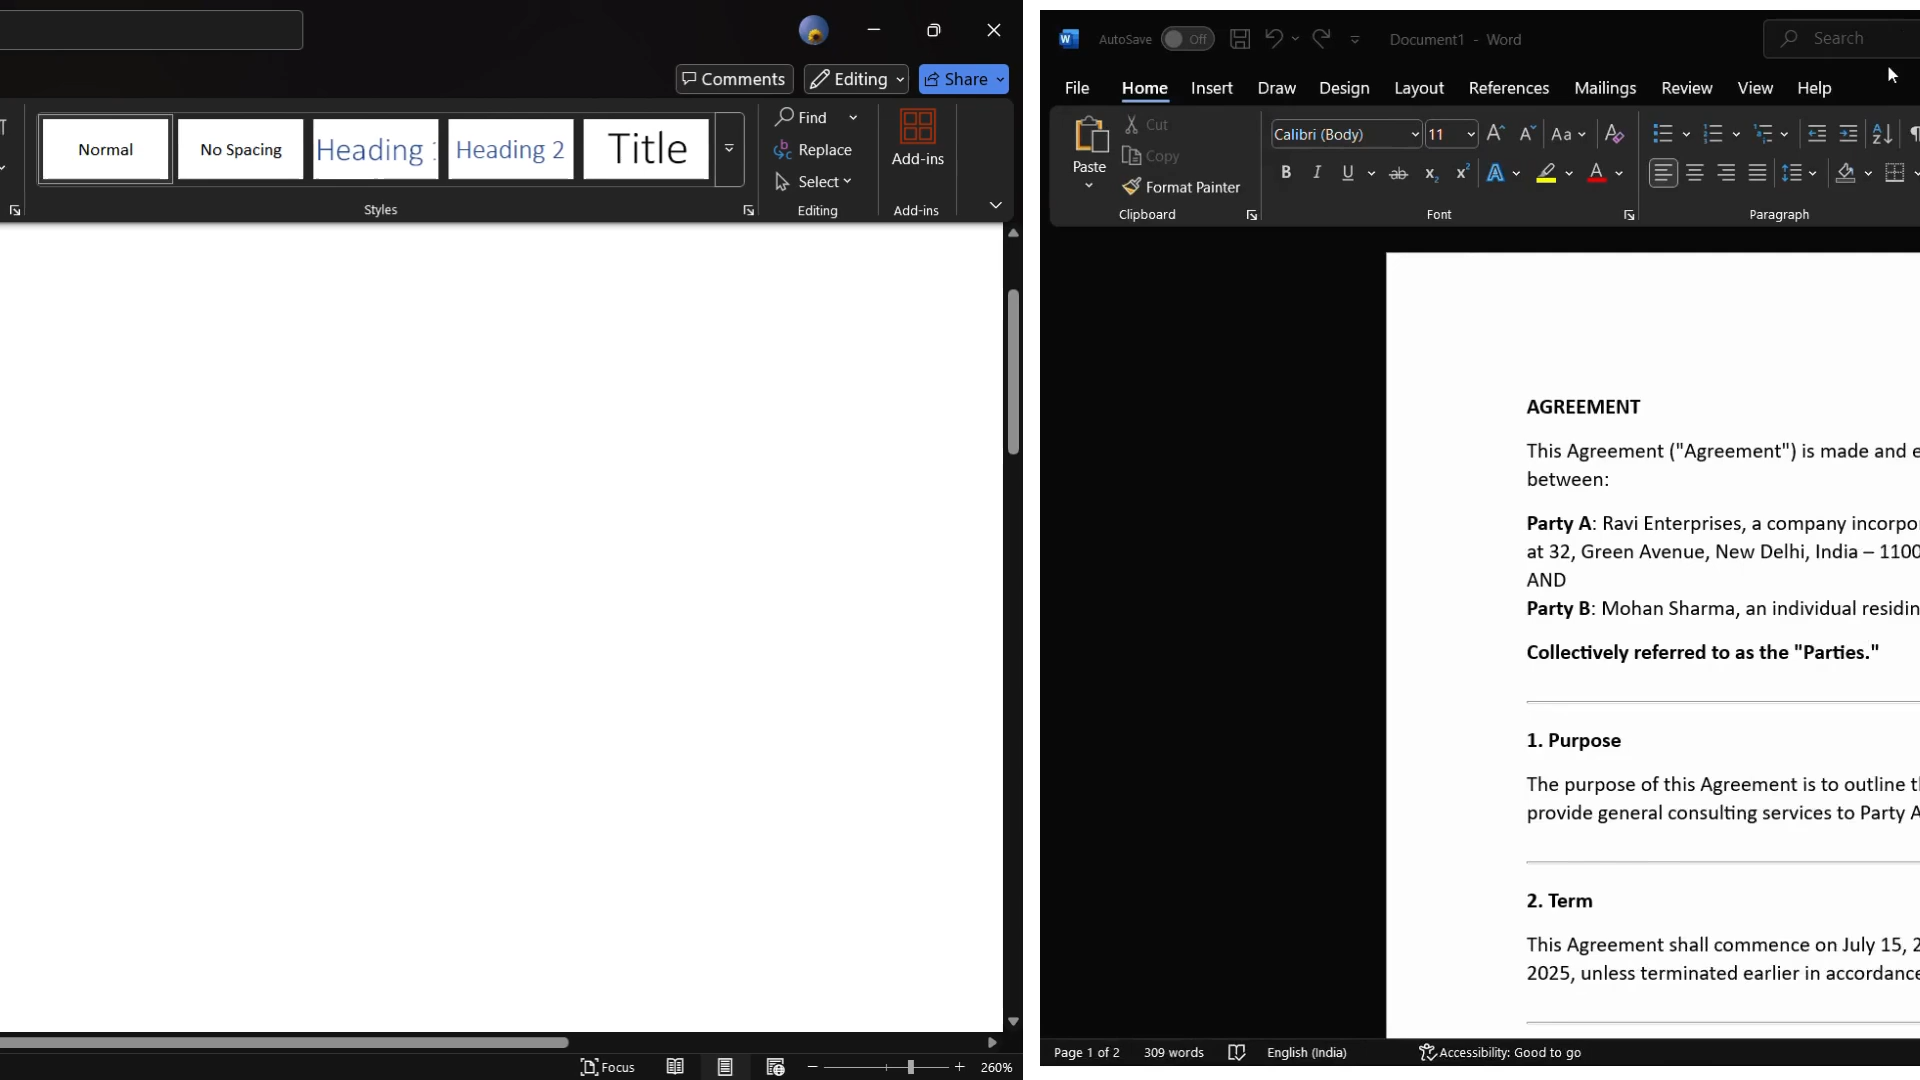 Comments
Editing
Share
Normal
No Spacing
Heading
Heading 2
Title
Find
Replace
Select
Add-ins
Styles
Editing
Add-ins
Focus
260%
AutoSave
Off
Document1 - Word
Search
File
Home
Insert
Draw
Design
Layout
References
Mailings
Review
View
Help
Paste
Cut
Copy
Format Painter
Clipboard
Calibri (Body)
11
Font
Paragraph
AGREEMENT
This Agreement ("Agreement") is made and
between:
Party A: Ravi Enterprises, a company
at 32, Green Avenue, New Delhi, India –
AND
Party B: Mohan Sharma, an individual
Collectively referred to as the "Parties."
1. Purpose
The purpose of this Agreement is to outline
provide general consulting services to Party A
2. Term
This Agreement shall commence on July 15,
2025, unless terminated earlier in
Page 1 of 2
309 words
English (India)
Accessibility: Good to go